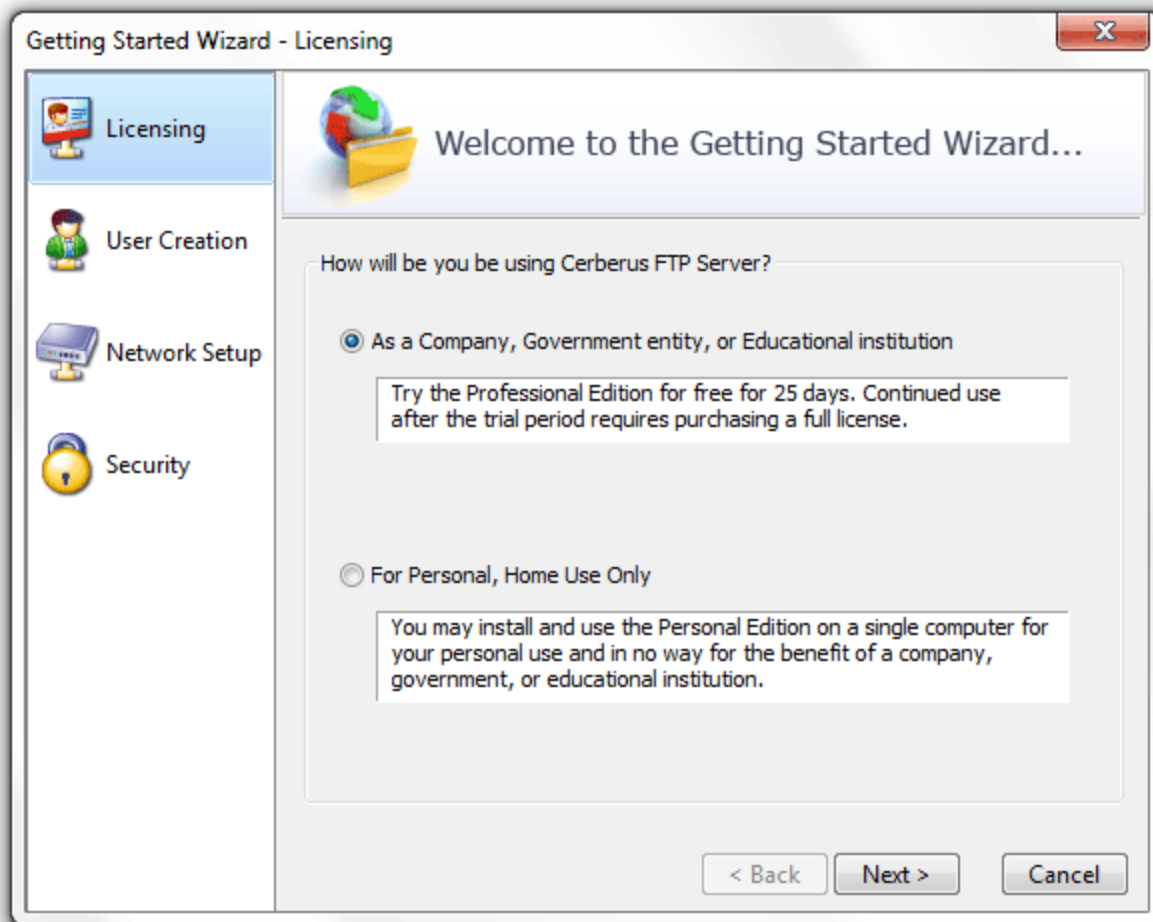 Getting Started Wizard - Licensing
Licensing
User Creation
Network Setup
Security
Welcome to the Getting Started Wizard...
How will be you be using Cerberus FTP Server?
As a Company, Government entity, or Educational institution
Try the Professional Edition for free for 25 days. Continued use
after the trial period requires purchasing a full license.
For Personal, Home Use Only
You may install and use the Personal Edition on a single computer for
your personal use and in no way for the benefit of a company,
government, or educational institution.
< Back
Next >
Cancel